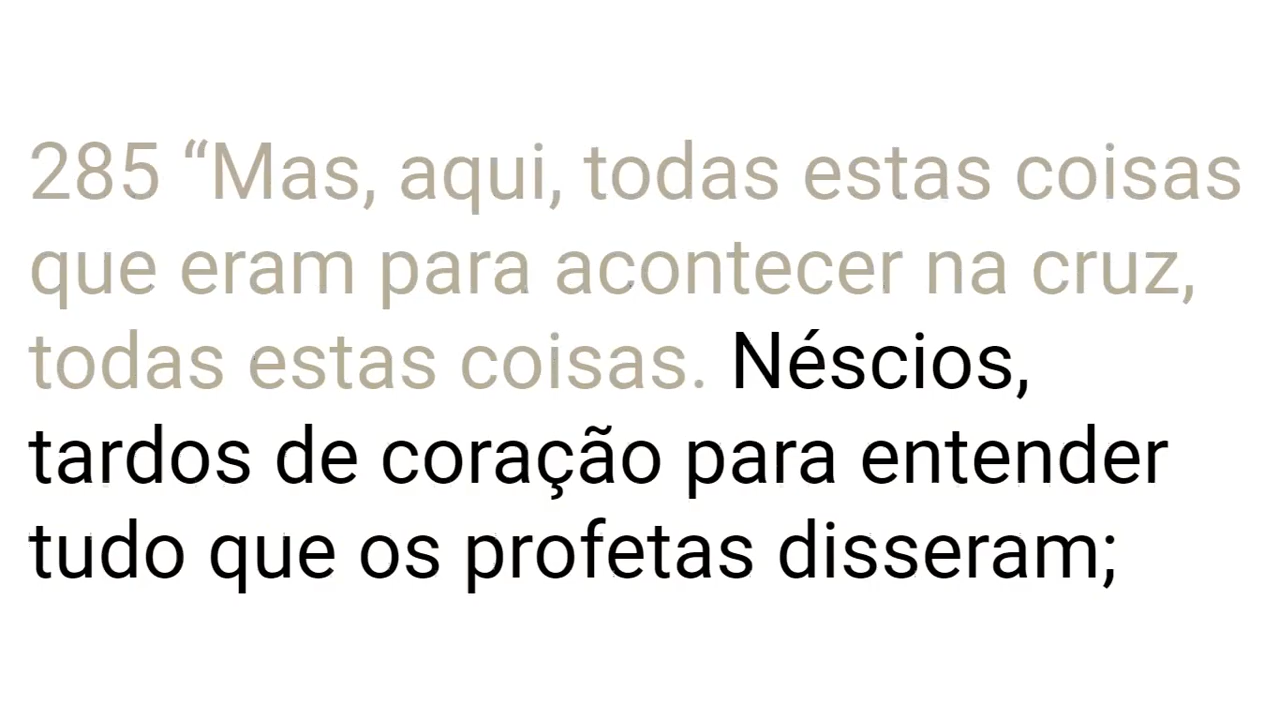 285 “Mas, aqui, todas estas coisas
que eram para acontecer na cruz,
todas estas coisas. Néscios,
tardos de coração para entender
tudo que os profetas disseram;